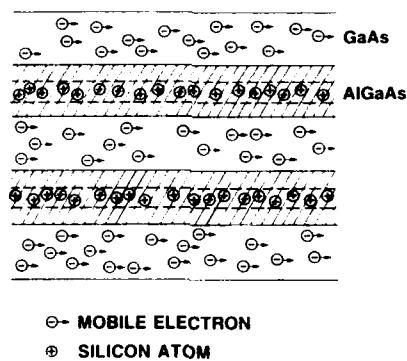 GaAs
AlGaAs
⊖→ MOBILE ELECTRON
⊕ SILICON ATOM